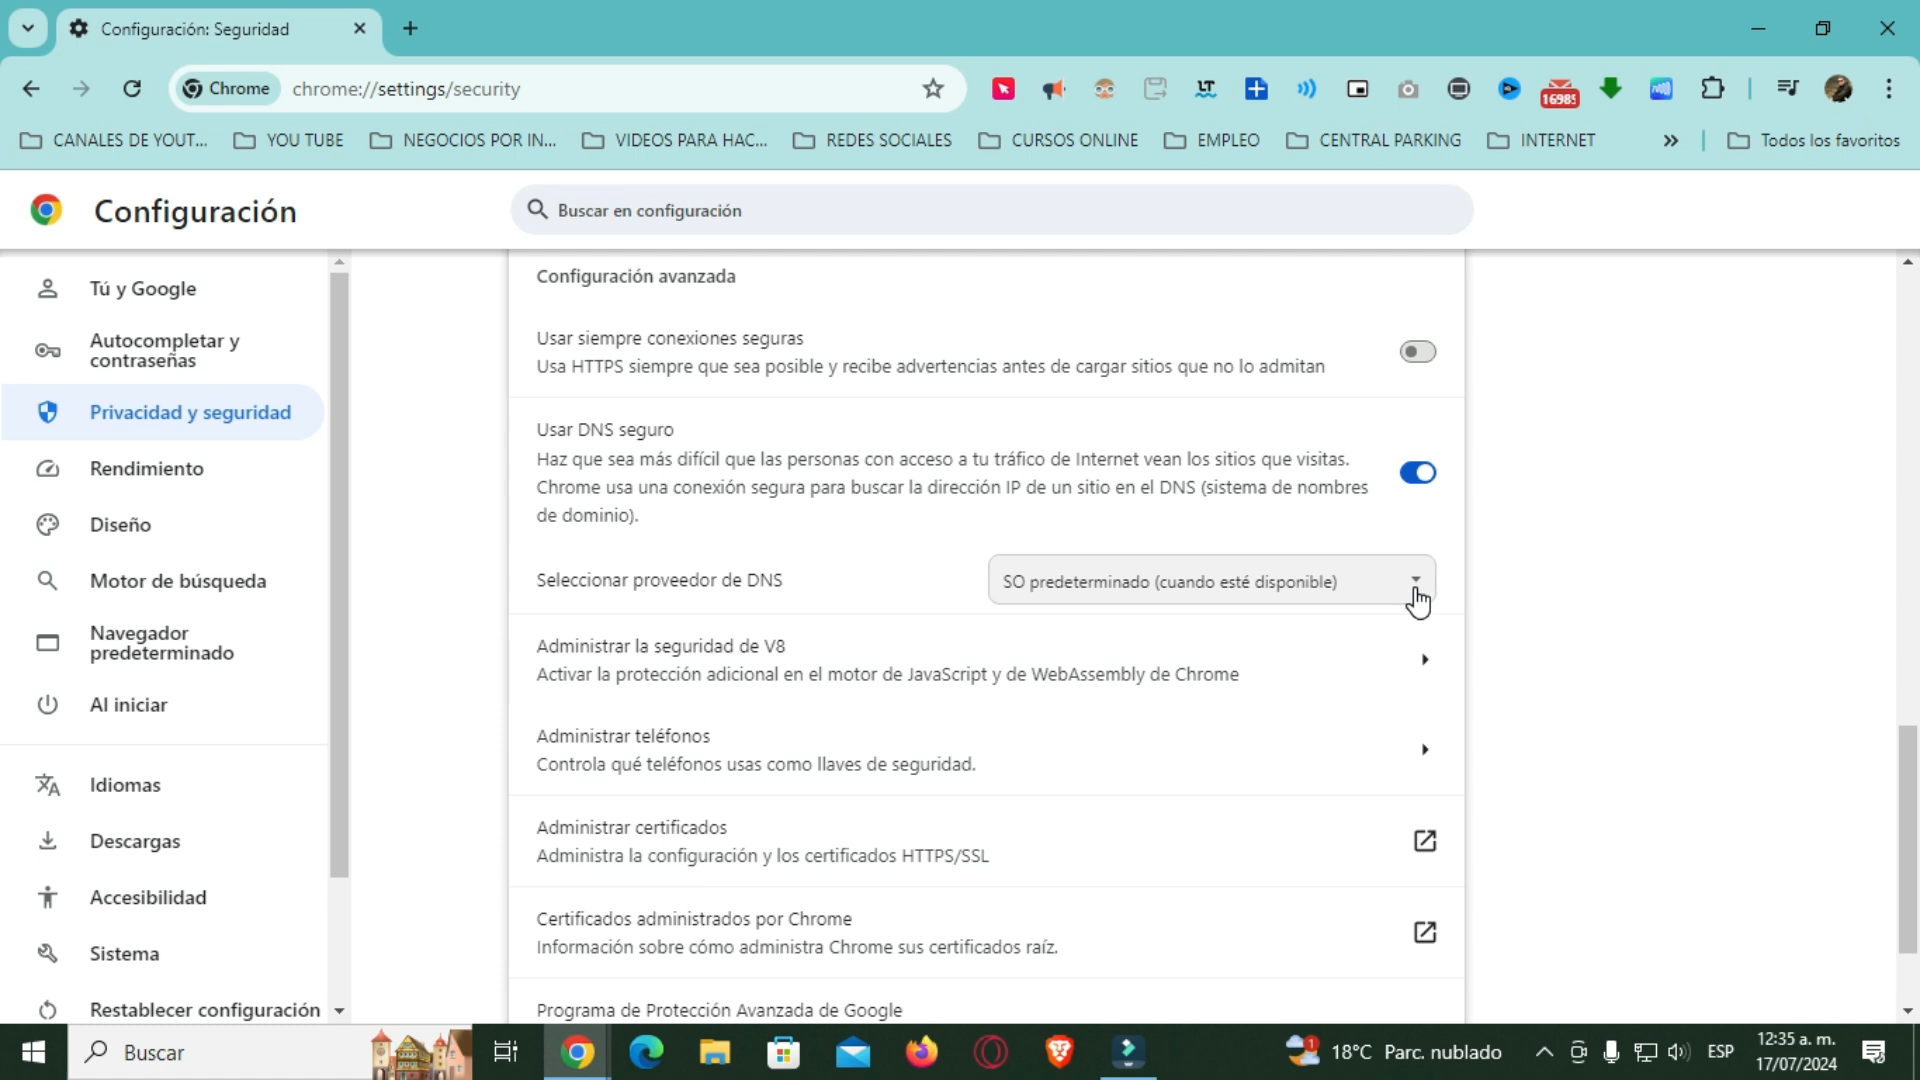 Configuración: Seguridad
Chrome
chrome://settings/security
16985
CANALES DE YOUT...
YOU TUBE
NEGOCIOS POR IN...
VIDEOS PARA HAC...
REDES SOCIALES
CURSOS ONLINE
EMPLEO
CENTRAL PARKING
INTERNET
Todos los favoritos
Configuración
Buscar en configuración
Tú y Google
Autocompletar y
contraseñas
Privacidad y seguridad
Rendimiento
Diseño
Motor de búsqueda
Navegador
predeterminado
Al iniciar
Idiomas
Descargas
Accesibilidad
Sistema
Restablecer configuración
Configuración avanzada
Usar siempre conexiones seguras
Usa HTTPS siempre que sea posible y recibe advertencias antes de cargar sitios que no lo admitan
Usar DNS seguro
Haz que sea más difícil que las personas con acceso a tu tráfico de Internet vean los sitios que visitas.
Chrome usa una conexión segura para buscar la dirección IP de un sitio en el DNS (sistema de nombres
de dominio).
Seleccionar proveedor de DNS
SO predeterminado (cuando esté disponible)
Administrar la seguridad de V8
Activar la protección adicional en el motor de JavaScript y de WebAssembly de Chrome
Administrar teléfonos
Controla qué teléfonos usas como llaves de seguridad.
Administrar certificados
Administra la configuración y los certificados HTTPS/SSL
Certificados administrados por Chrome
Información sobre cómo administra Chrome sus certificados raíz.
Programa de Protección Avanzada de Google
Buscar
1
18°C Parc. nublado
ESP
12:35 a. m.
17/07/2024